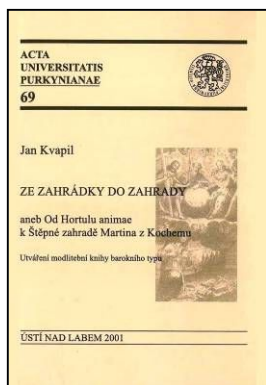 ACTA
UNIVERSITATIS
PURKYNIANAE
69
Jan Kvapil
ZE ZAHRÁDKY DO ZAHRADY
aneb Od Hortulu animae
k Štěpné zahradě Martina z Kochemu
Utváření modlitební knihy barokního typu
ÚSTÍ NAD LABEM 2001